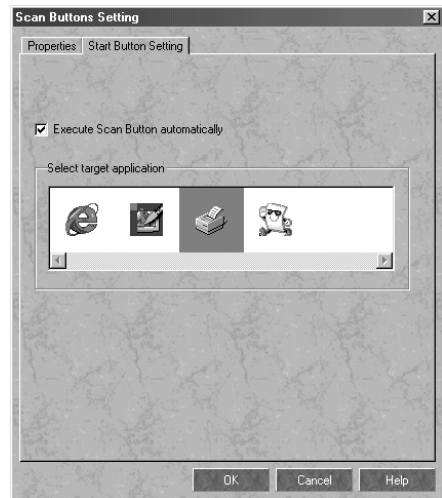 Scan Buttons Setting
Properties Start Button Setting
Execute Scan Button automatically
Select target application
OK Cancel Help